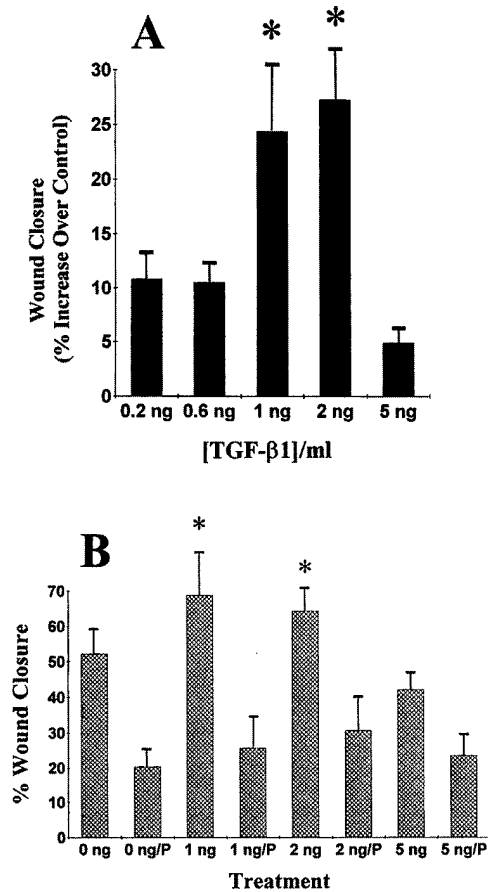 A
* *
Wound Closure
(% Increase Over Control)
30
25
20
15
10
5
0
0.2 ng 0.6 ng 1 ng 2 ng 5 ng
[TGF-β1]/ml
B
* *
% Wound Closure
70
60
50
40
30
20
10
0
0 ng 0 ng/P 1 ng 1 ng/P 2 ng 2 ng/P 5 ng 5 ng/P
Treatment